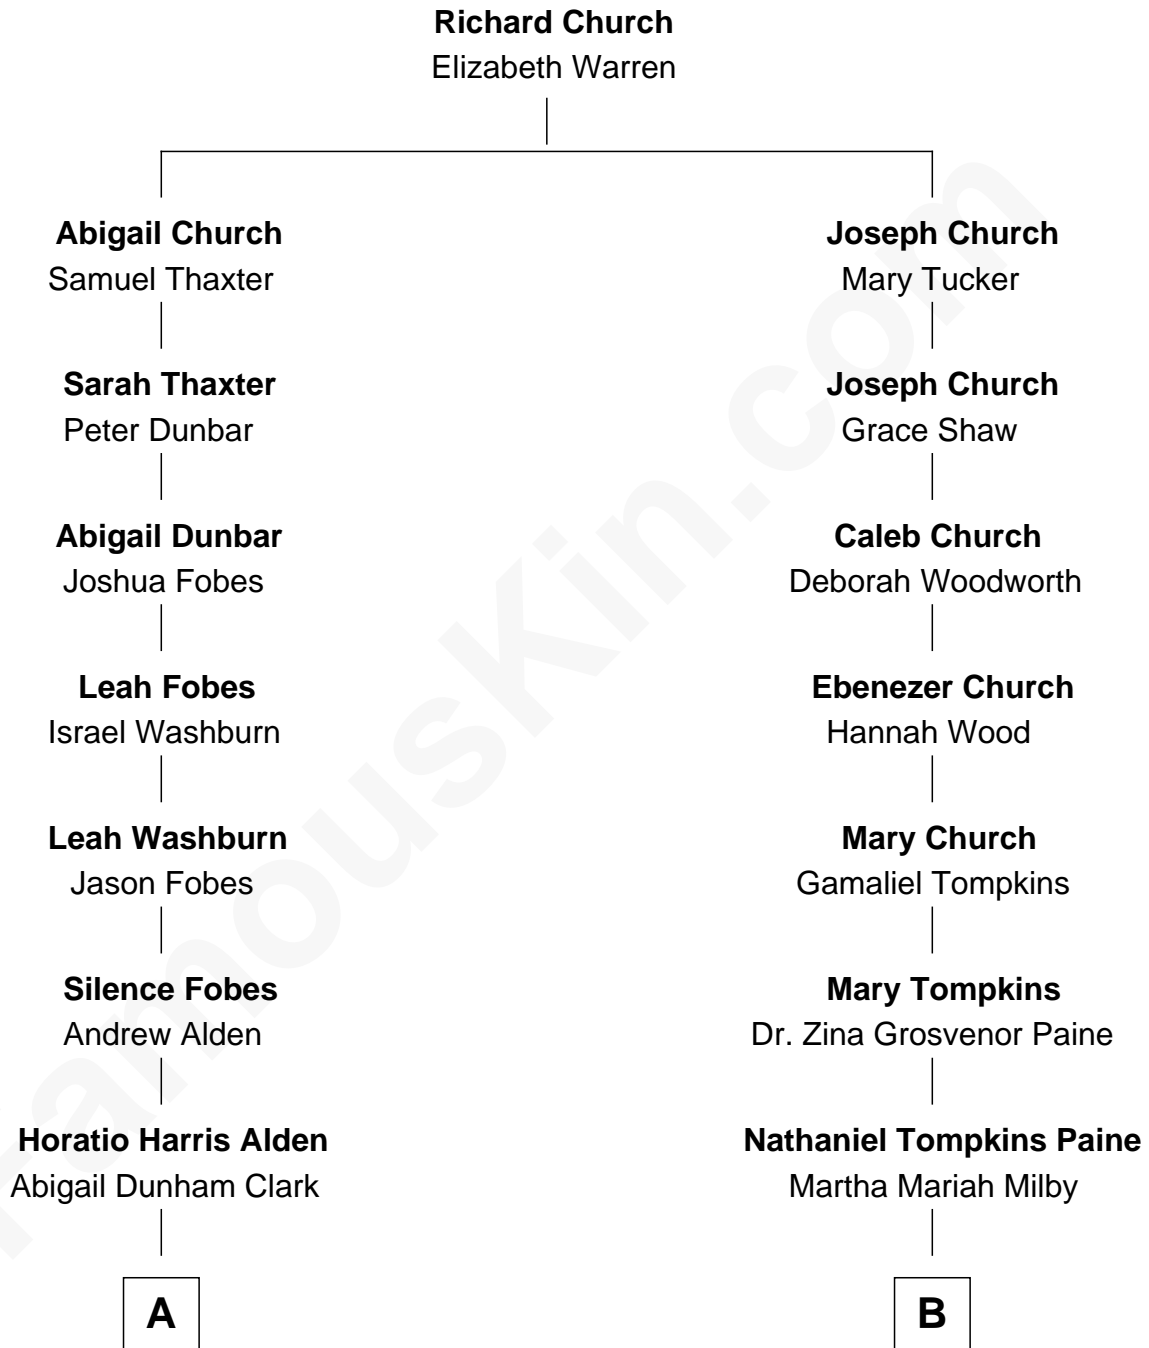 Richard Church
Elizabeth Warren
Abigail Church
Samuel Thaxter
Sarah Thaxter
Peter Dunbar
Abigail Dunbar
Joshua Fobes
Leah Fobes
Israel Washburn
Leah Washburn
Jason Fobes
Silence Fobes
Andrew Alden
Horatio Harris Alden
Abigail Dunham Clark
A
Joseph Church
Mary Tucker
Joseph Church
Grace Shaw
Caleb Church
Deborah Woodworth
Ebenezer Church
Hannah Wood
Mary Church
Gamaliel Tompkins
Mary Tompkins
Dr. Zina Grosvenor Paine
Nathaniel Tompkins Paine
Martha Mariah Milby
B
FamousKin.com